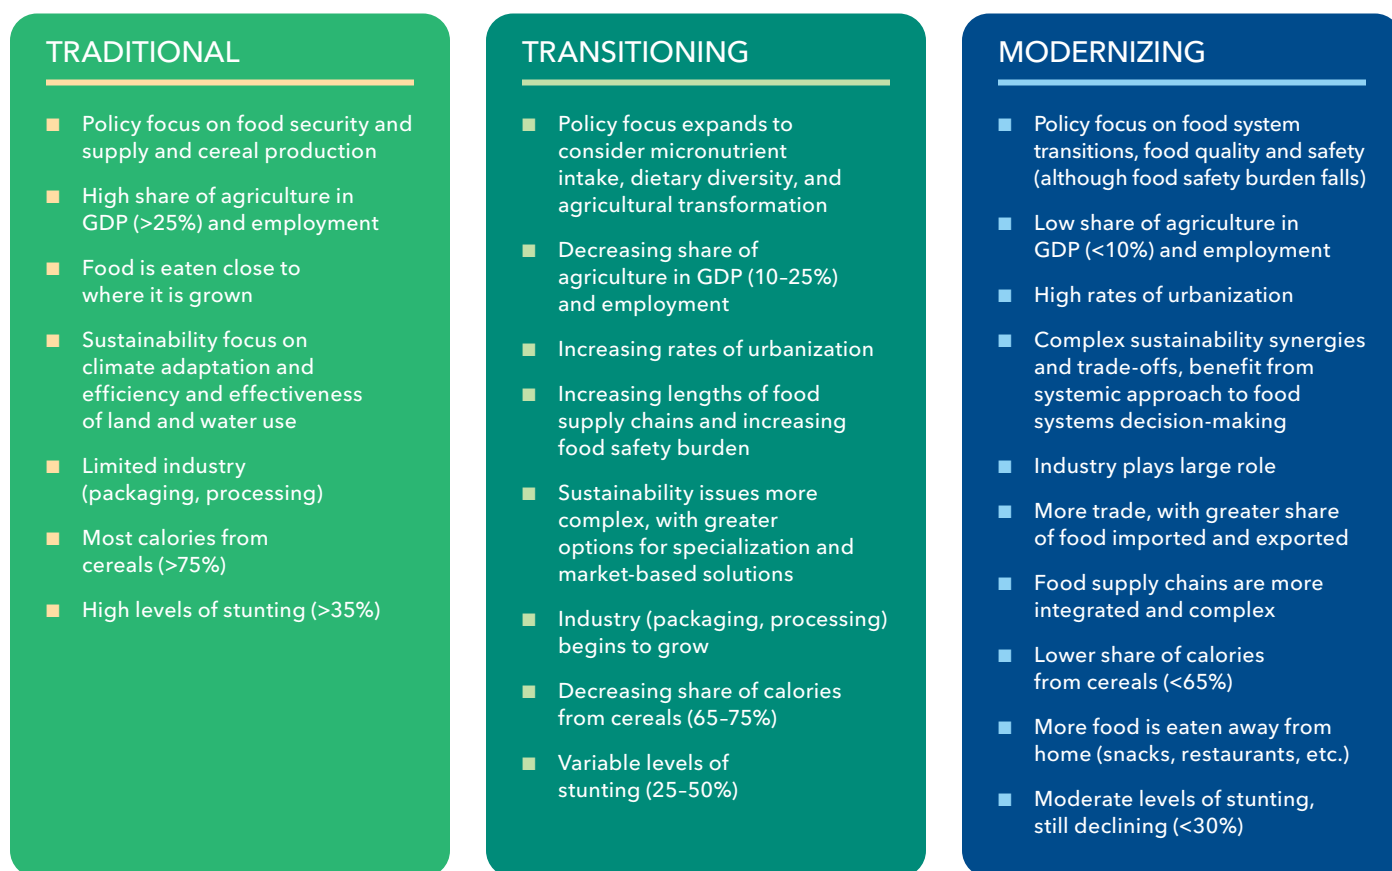 TRADITIONAL
■ Policy focus on food security and
supply and cereal production
■ High share of agriculture in
GDP (>25%) and employment
■ Food is eaten close to
where it is grown
■ Sustainability focus on
climate adaptation and
efficiency and effectiveness
of land and water use
■ Limited industry
(packaging, processing)
■ Most calories from
cereals (>75%)
■ High levels of stunting (>35%)
TRANSITIONING
■ Policy focus expands to
consider micronutrient
intake, dietary diversity, and
agricultural transformation
■ Decreasing share of
agriculture in GDP (10–25%)
and employment
■ Increasing rates of urbanization
■ Increasing lengths of food
supply chains and increasing
food safety burden
■ Sustainability issues more
complex, with greater
options for specialization and
market-based solutions
■ Industry (packaging, processing)
begins to grow
■ Decreasing share of calories
from cereals (65–75%)
■ Variable levels of
stunting (25–50%)
MODERNIZING
■ Policy focus on food system
transitions, food quality and safety
(although food safety burden falls)
■ Low share of agriculture in
GDP (<10%) and employment
■ High rates of urbanization
■ Complex sustainability synergies
and trade-offs, benefit from
systemic approach to food
systems decision-making
■ Industry plays large role
■ More trade, with greater share
of food imported and exported
■ Food supply chains are more
integrated and complex
■ Lower share of calories
from cereals (<65%)
■ More food is eaten away from
home (snacks, restaurants, etc.)
■ Moderate levels of stunting,
still declining (<30%)